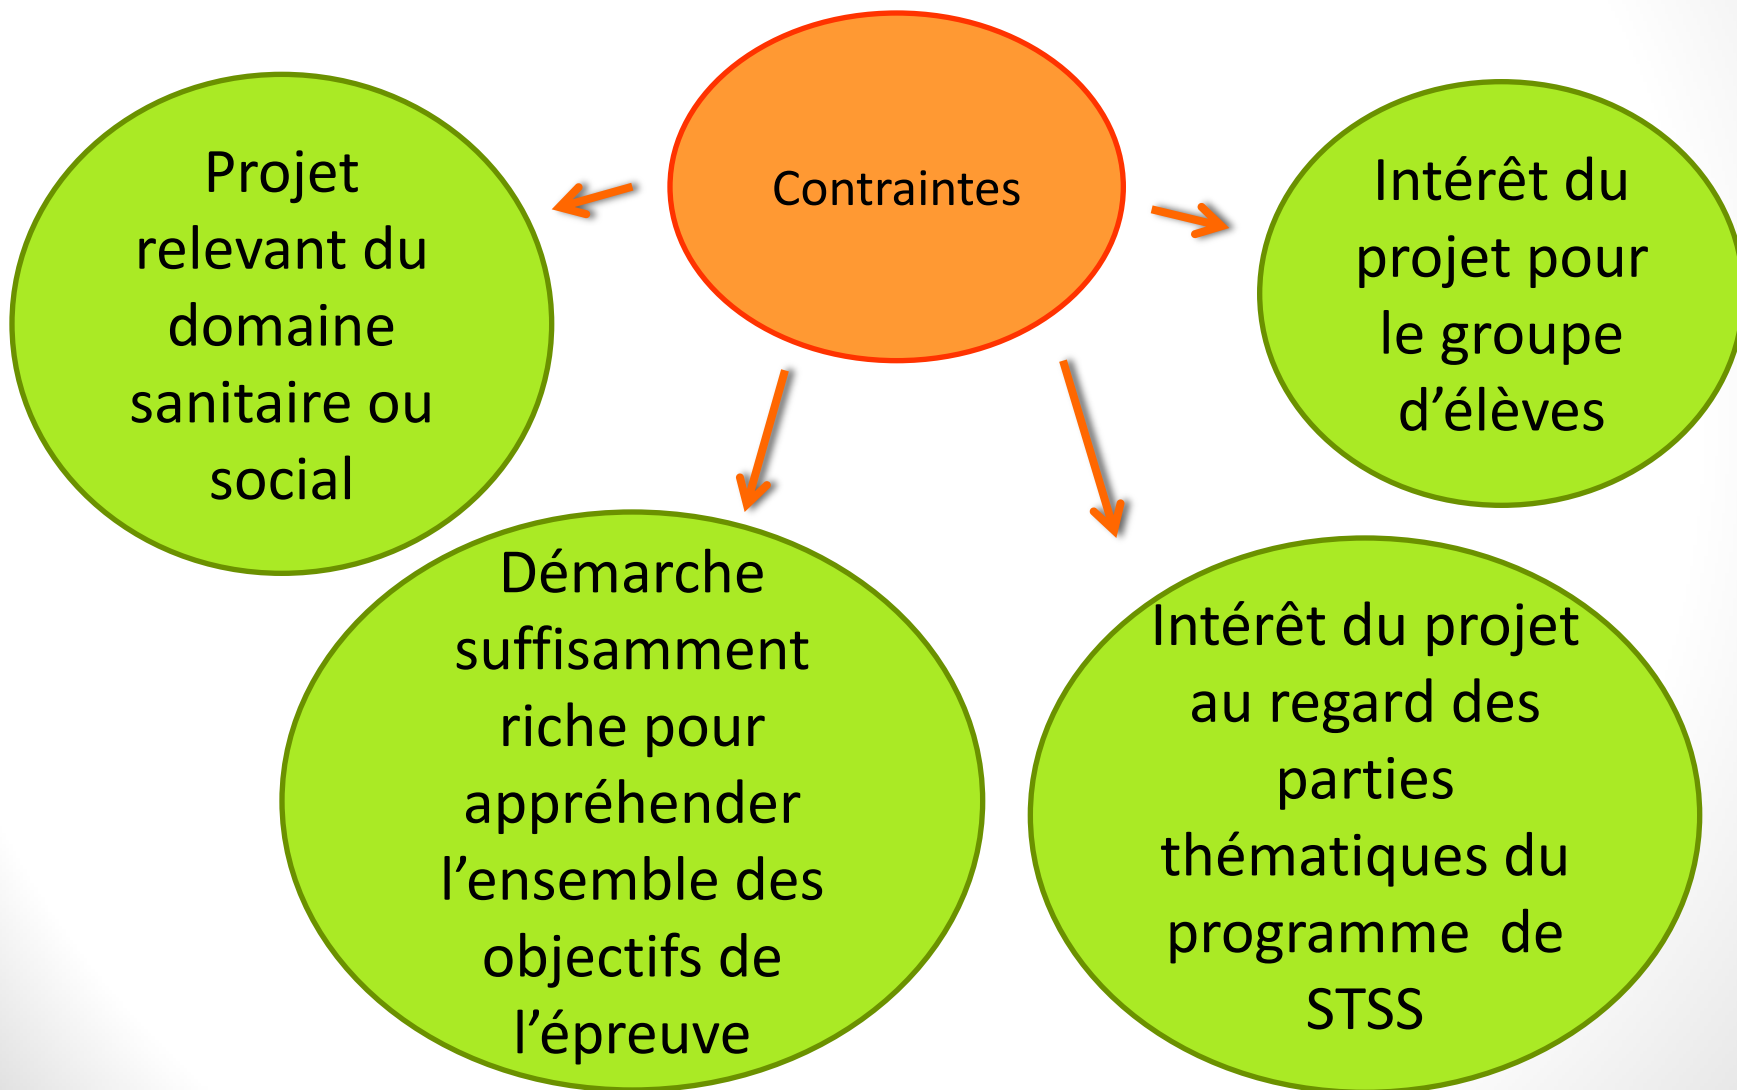 Contraintes
Projet
relevant du
domaine
sanitaire ou
social
Intérêt du
projet pour
le groupe
d’élèves
Démarche
suffisamment
riche pour
appréhender
l’ensemble des
objectifs de
l’épreuve
Intérêt du projet
au regard des
parties
thématiques du
programme  de
STSS